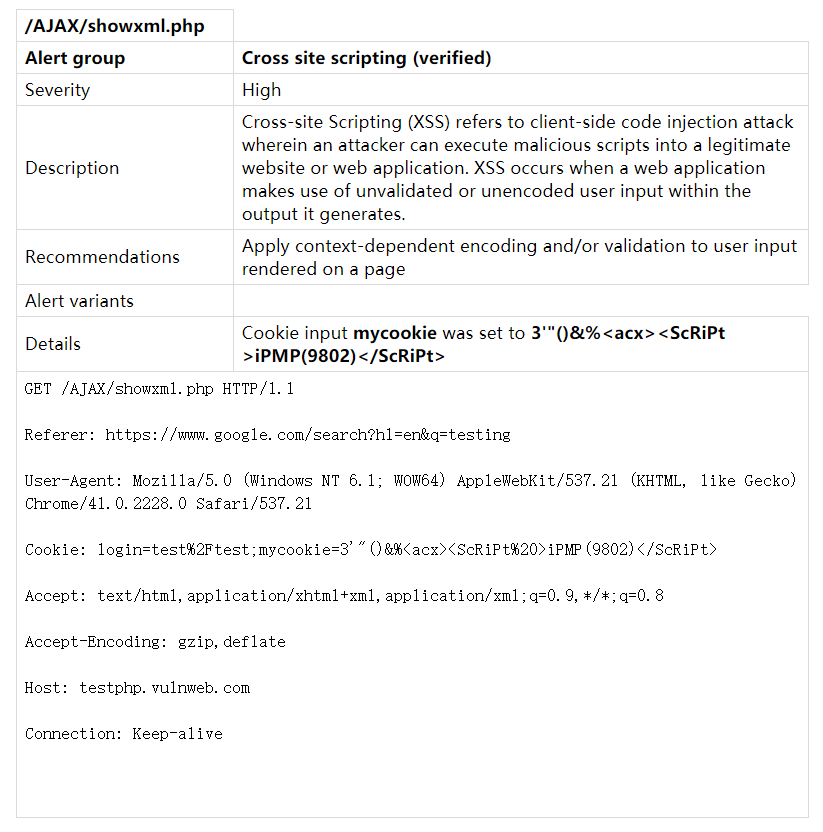 /AJAX/showxml.php
Alert group Cross site scripting (verified)
Severity High
Description Cross-site Scripting (XSS) refers to client-side code injection attack
wherein an attacker can execute malicious scripts into a legitimate
website or web application. XSS occurs when a web application
makes use of unvalidated or unencoded user input within the
output it generates.
Recommendations Apply context-dependent encoding and/or validation to user input
rendered on a page
Alert variants
Details Cookie input mycookie was set to 3'"()&%<acx><ScRiPt
>iPMP(9802)</ScRiPt>
GET /AJAX/showxml.php HTTP/1.1
Referer: https://www.google.com/search?hl=en&q=testing
User-Agent: Mozilla/5.0 (Windows NT 6.1; WOW64) AppleWebKit/537.21 (KHTML, like Gecko)
Chrome/41.0.2228.0 Safari/537.21
Cookie: login=test%2Ftest;mycookie=3'"()&%<acx><ScRiPt%20>iPMP(9802)</ScRiPt>
Accept: text/html,application/xhtml+xml,application/xml;q=0.9,*/*;q=0.8
Accept-Encoding: gzip,deflate
Host: testphp.vulnweb.com
Connection: Keep-alive